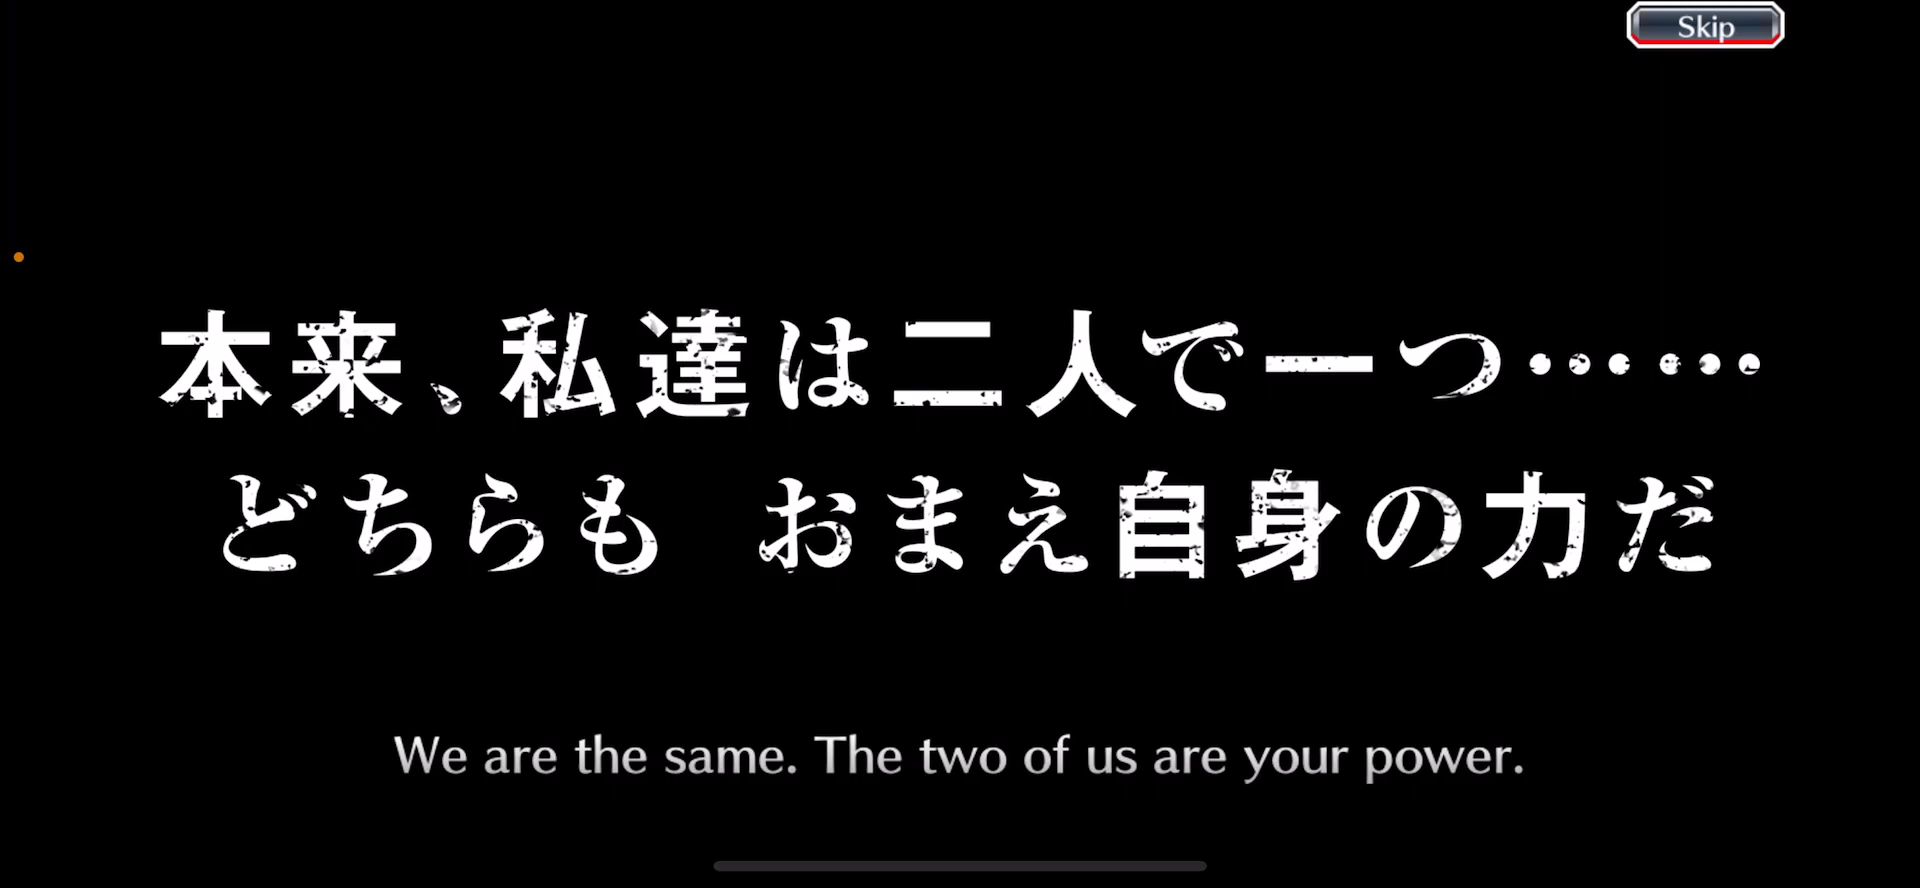 Skip
本来、私達は二人で一つ……
どちらも　おまえ自身の力だ
We are the same. The two of us are your power.